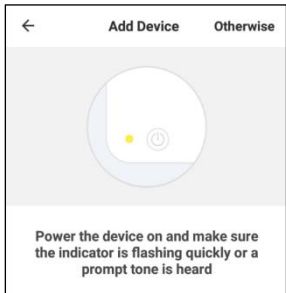 Add Device Otherwise
Power the device on and make sure
the indicator is flashing quickly or a
prompt tone is heard